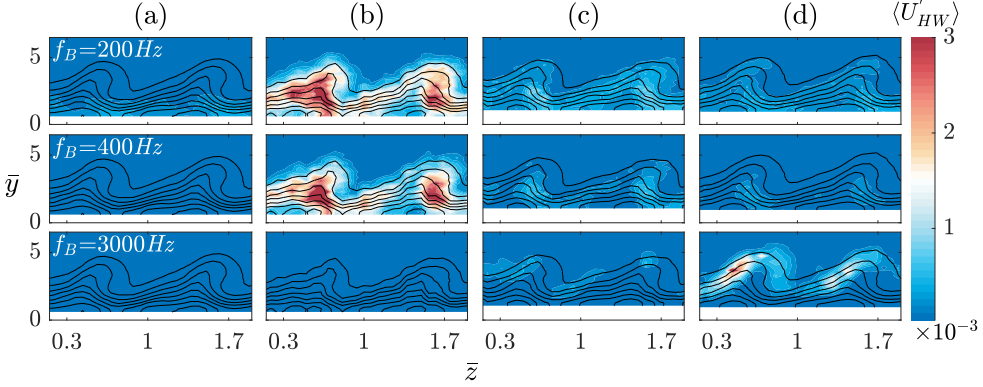 (a) (b) (c) (d) ⟨U′HW⟩
fB=200Hz
5
0
3
fB=400Hz
5
0
2
ȳ
fB=3000Hz
5
0
1
×10⁻³
0.3 1 1.7 0.3 1 1.7 0.3 1 1.7 0.3 1 1.7
z̄